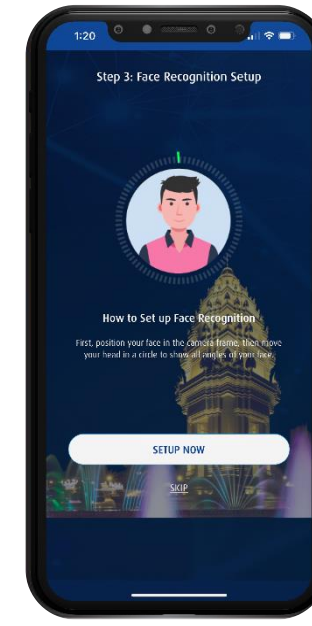 1:20
Step 3: Face Recognition Setup
How to Set up Face Recognition
First, position your face in the camera frame, then move
your head in a circle to show all angles of your face.
SETUP NOW
SKIP